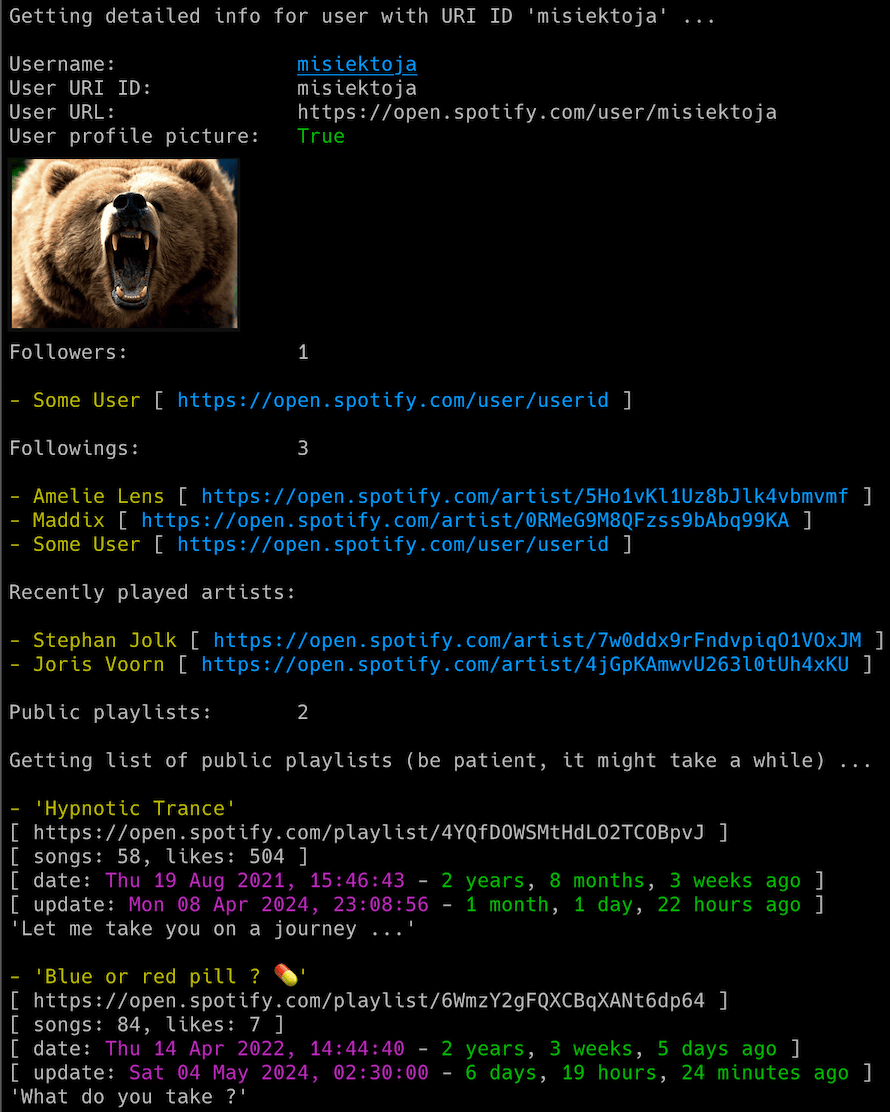 Getting detailed info for user with URI ID 'misiektoja' ...
Username: misiektoja
User URI ID: misiektoja
User URL: https://open.spotify.com/user/misiektoja
User profile picture: True
Followers: 1
- Some User [ https://open.spotify.com/user/userid ]
Followings: 3
- Amelie Lens [ https://open.spotify.com/artist/5Ho1vKl1Uz8bJlk4vbmvmf ]
- Maddix [ https://open.spotify.com/artist/0RMeG9M8QFzss9bAbq99KA ]
- Some User [ https://open.spotify.com/user/userid ]
Recently played artists:
- Stephan Jolk [ https://open.spotify.com/artist/7w0ddx9rFndvpiqO1VOxJM ]
- Joris Voorn [ https://open.spotify.com/artist/4jGpKAmwvU263l0tUh4xKU ]
Public playlists: 2
Getting list of public playlists (be patient, it might take a while) ...
- 'Hypnotic Trance'
[ https://open.spotify.com/playlist/4YQfDOWSMtHdLO2TCOBpvJ ]
[ songs: 58, likes: 504 ]
[ date: Thu 19 Aug 2021, 15:46:43 - 2 years, 8 months, 3 weeks ago ]
[ update: Mon 08 Apr 2024, 23:08:56 - 1 month, 1 day, 22 hours ago ]
'Let me take you on a journey ...'
- 'Blue or red pill ? 💊'
[ https://open.spotify.com/playlist/6WmzY2gFQXCBqXANt6dp64 ]
[ songs: 84, likes: 7 ]
[ date: Thu 14 Apr 2022, 14:44:40 - 2 years, 3 weeks, 5 days ago ]
[ update: Sat 04 May 2024, 02:30:00 - 6 days, 19 hours, 24 minutes ago ]
'What do you take ?'